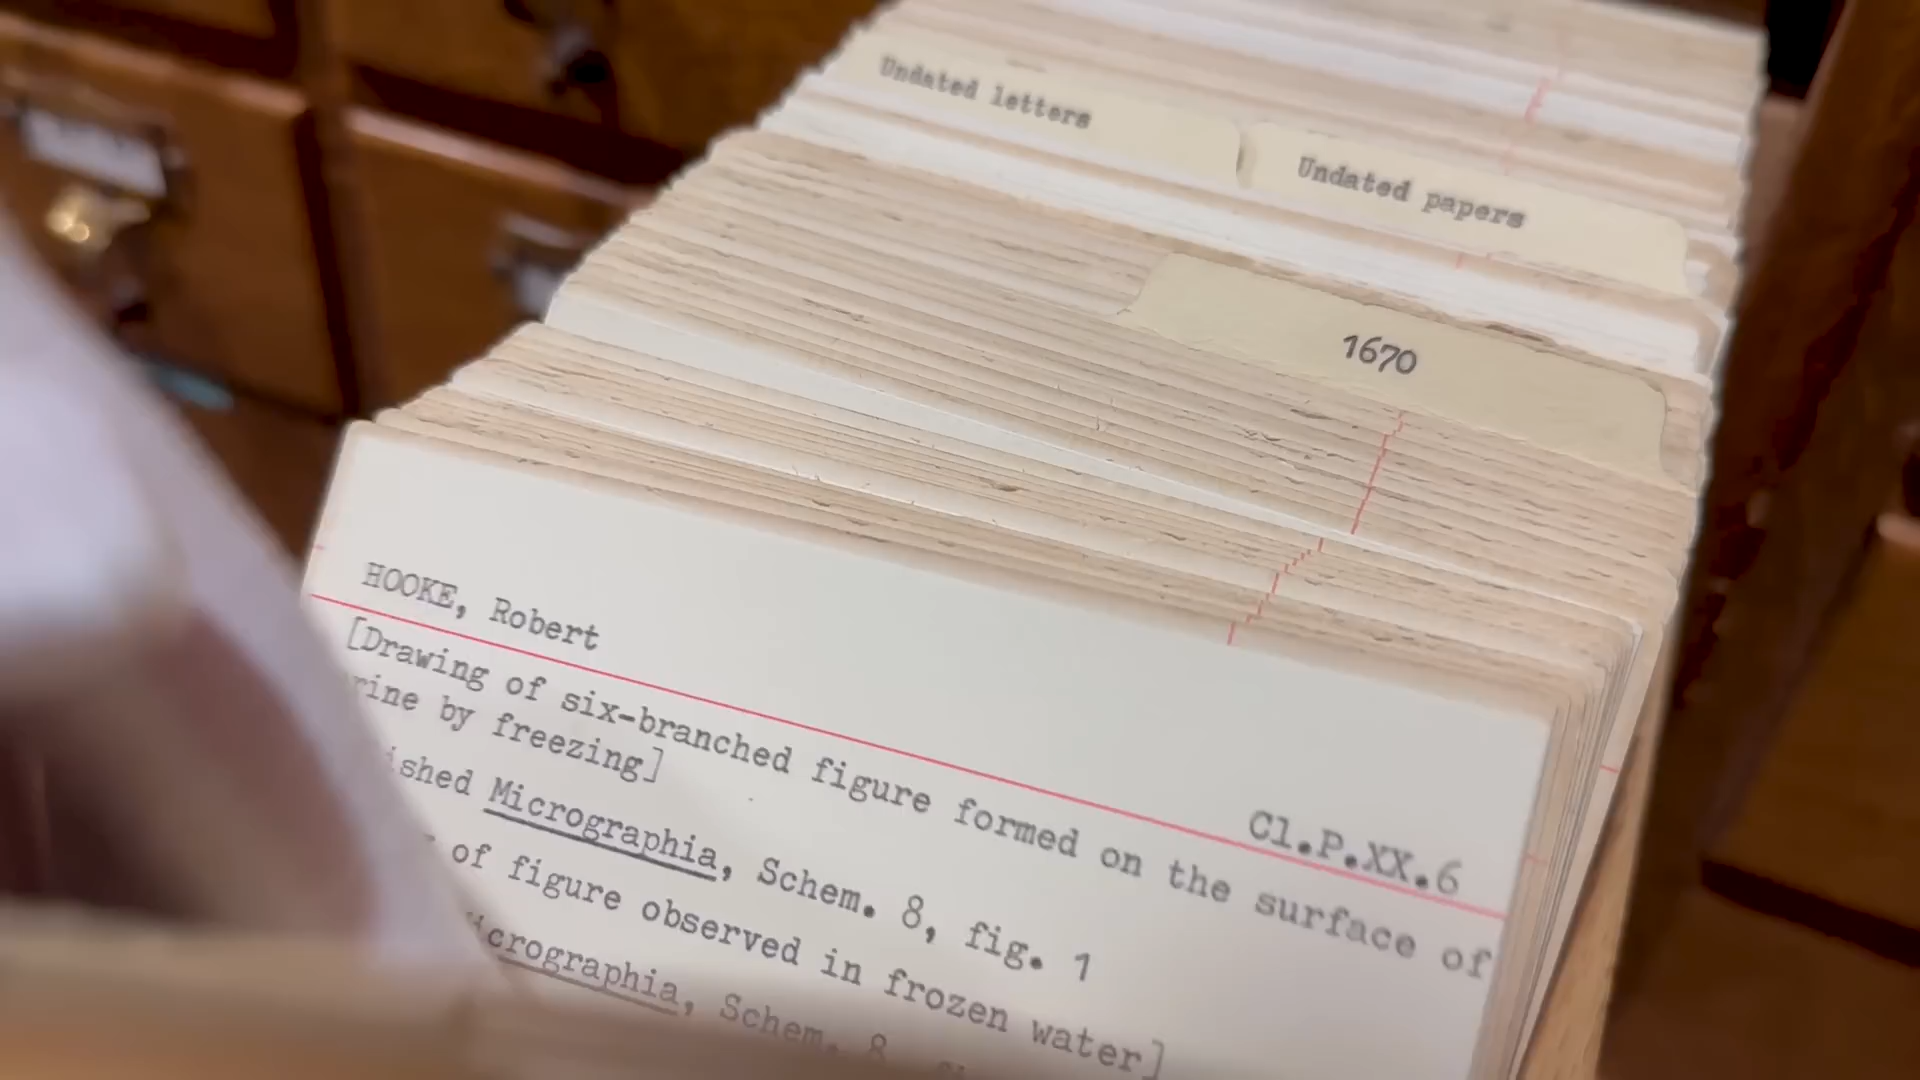 Undated letters
Undated papers
1670
HOOKE, Robert
Cl.P.XX.6
[Drawing of six-branched figure formed on the surface of
rine by freezing]
ished Micrographia, Schem. 8, fig. 1
of figure observed in frozen water]
icrographia, Schem. 8